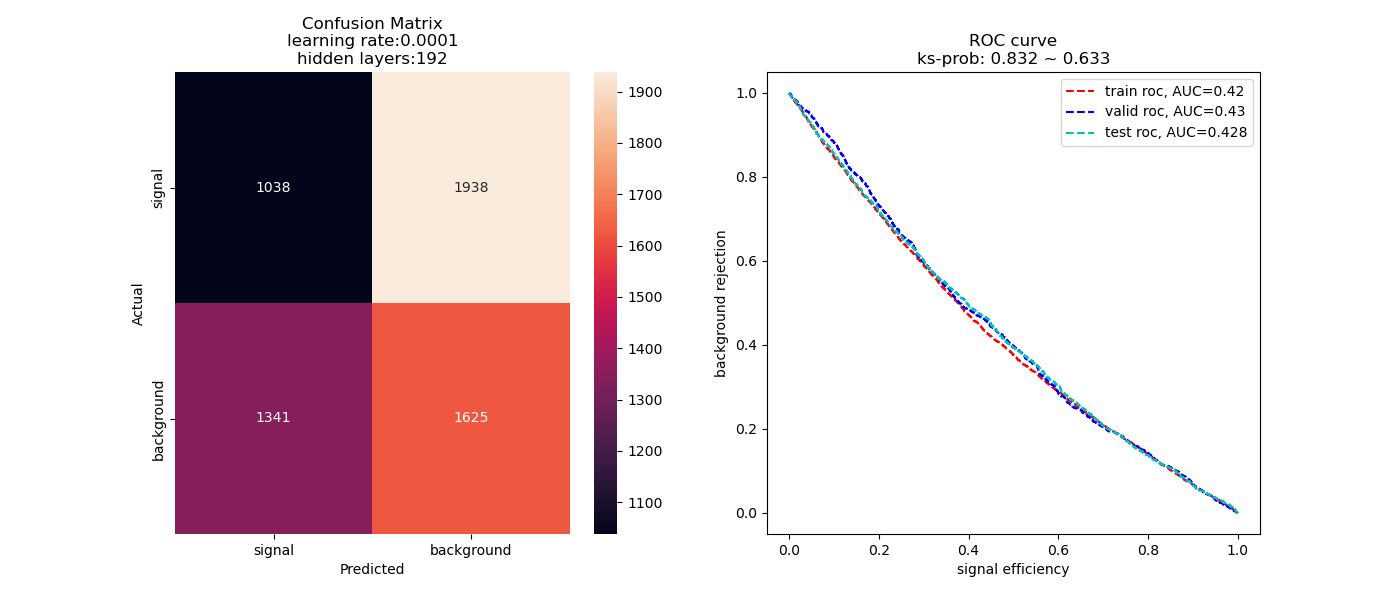 Confusion Matrix
learning rate:0.0001
hidden layers:192
signal
background
Actual
1038
1938
1341
1625
signal
background
Predicted
1900
1800
1700
1600
1500
1400
1300
1200
1100
ROC curve
ks-prob: 0.832 ~ 0.633
train roc, AUC=0.42
valid roc, AUC=0.43
test roc, AUC=0.428
background rejection
1.0
0.8
0.6
0.4
0.2
0.0
0.0
0.2
0.4
0.6
0.8
1.0
signal efficiency